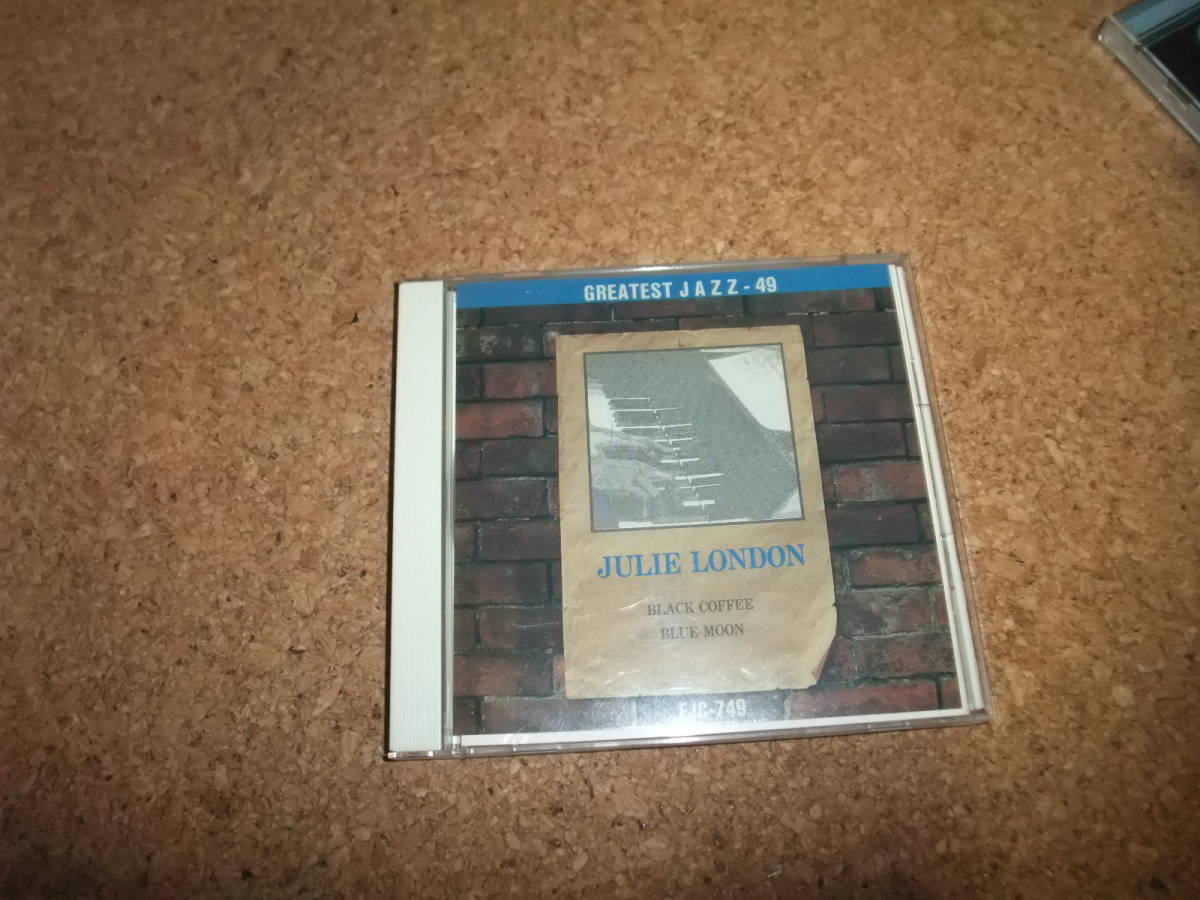 GREATEST JAZZ - 49
JULIE LONDON
BLACK COFFEE
BLUE MOON
EJC-749